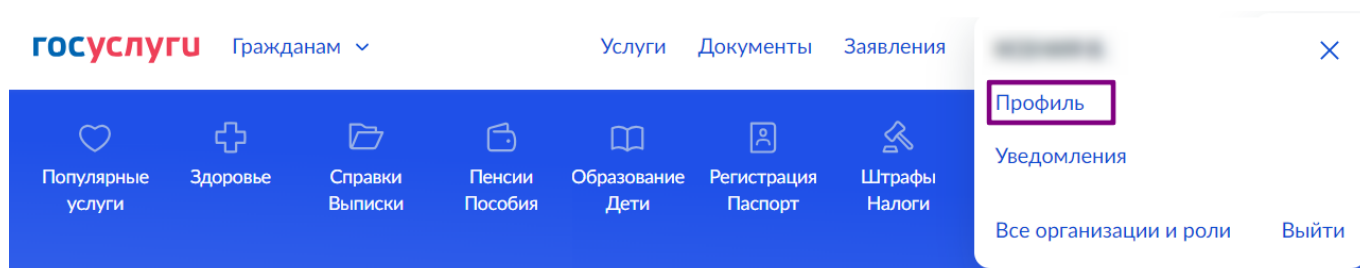 госуслуги Гражданам Услуги Документы Заявления
Профиль
Уведомления
Все организации и роли Выйти
Популярные услуги
Здоровье
Справки Выписки
Пенсии Пособия
Образование Дети
Регистрация Паспорт
Штрафы Налоги